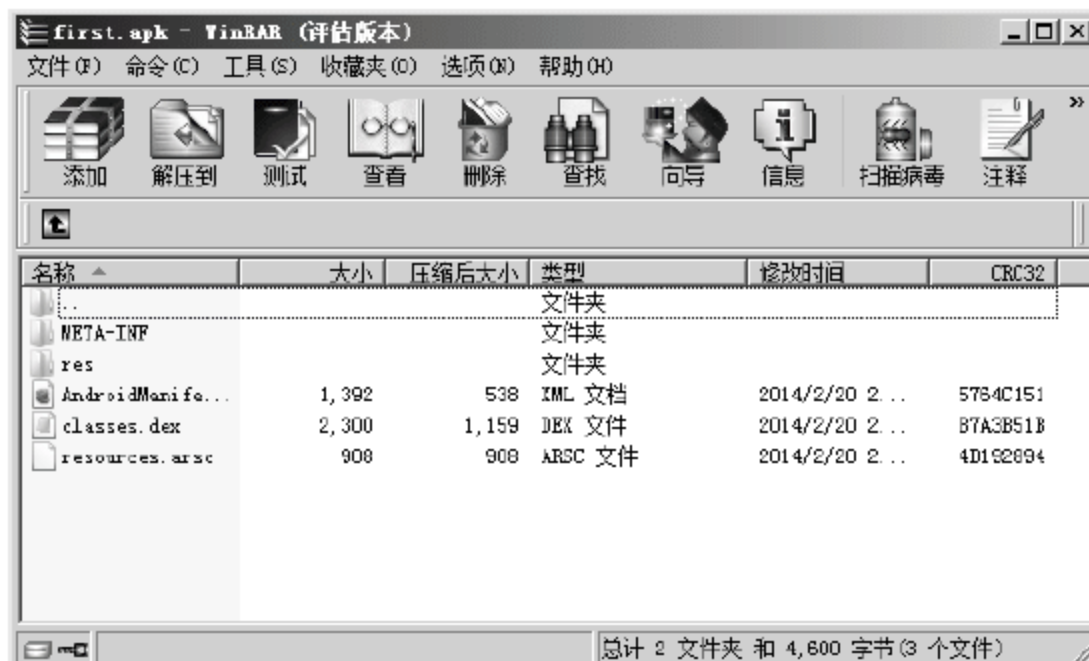 first.apk - WinRAR (评估版本)
文件(F) 命令(C) 工具(S) 收藏夹(O) 选项(N) 帮助(H)
添加 解压到 测试 查看 删除 查找 向导 信息 扫描病毒 注释
名称 大小 压缩后大小 类型 修改时间 CRC32
.. 文件夹
META-INF 文件夹
res 文件夹
AndroidManife... 1,392 538 XML 文档 2014/2/20 2... 5764C151
classes.dex 2,300 1,159 DEX 文件 2014/2/20 2... B7A3B51B
resources.arsc 908 908 ARSC 文件 2014/2/20 2... 4D192894
总计 2 文件夹 和 4,600 字节(3 个文件)